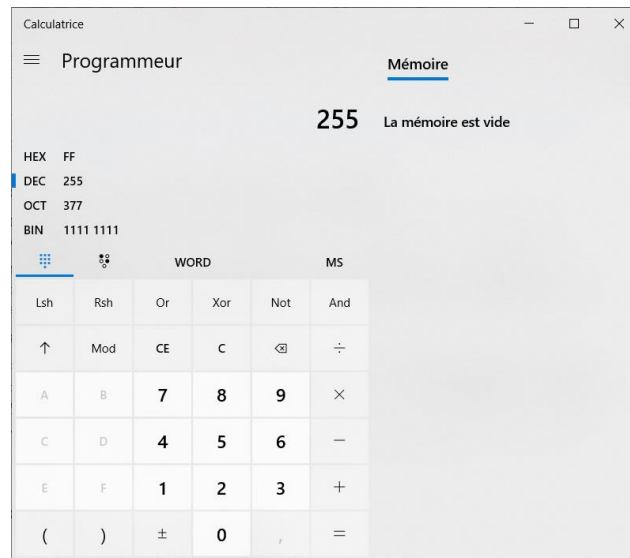 Calculatrice
Programmeur
Mémoire
255
La mémoire est vide
HEX FF
DEC 255
OCT 377
BIN 1111 1111
WORD MS
Lsh Rsh Or Xor Not And
↑ Mod CE C ⌫ ÷
A B 7 8 9 ×
C D 4 5 6 −
E F 1 2 3 +
( ) ± 0 , =